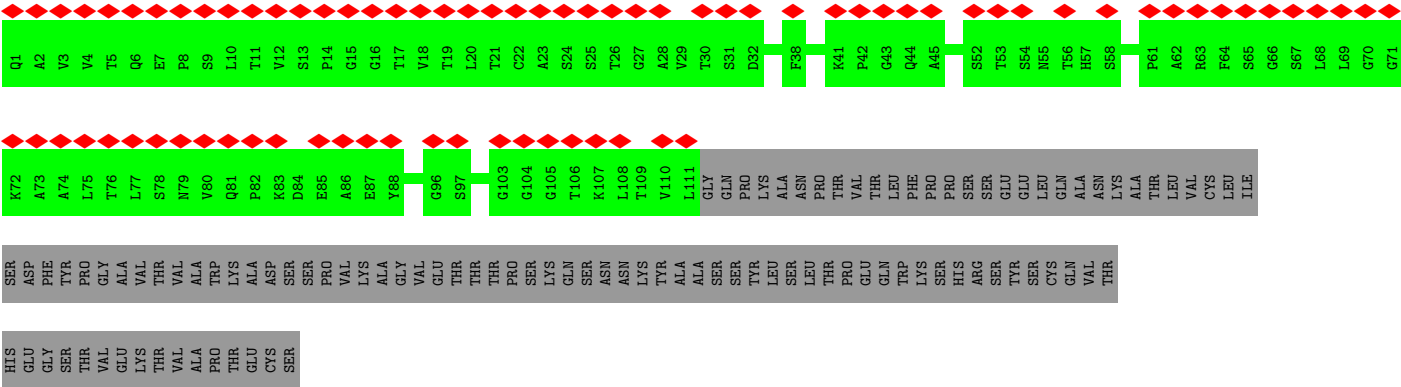 Q1 A2 V3 V4 T5 Q6 E7 P8 S9 L10 T11 V12 S13 P14 G15 G16 T17 V18 T19 L20 T21 C22 A23 S24 S25 T26 G27 A28 V29 T30 S31 D32 F38 K41 P42 G43 Q44 A45 S52 T53 S54 N55 T56 H57 S58 P61 A62 R63 F64 S65 G66 S67 L68 L69 G70 G71
K72 A73 A74 L75 T76 L77 S78 N79 V80 Q81 P82 K83 D84 E85 A86 E87 Y88 G96 S97 G103 G104 G105 T106 K107 L108 T109 V110 L111 GLY GLN PRO LYS ALA ASN PRO THR VAL THR LEU PHE PRO PRO SER SER GLU GLU LEU GLN ALA ASN LYS ALA THR LEU VAL CYS LEU ILE
SER ASP PHE TYR PRO GLY ALA VAL THR VAL ALA TRP LYS ALA ASP SER SER PRO VAL LYS ALA GLY VAL GLU THR THR THR PRO SER LYS GLN SER ASN ASN LYS TYR ALA ALA SER SER TYR LEU SER LEU THR PRO GLU GLN TRP LYS SER HIS ARG SER TYR SER CYS GLN VAL THR
HIS GLU GLY SER THR VAL GLU LYS THR VAL ALA PRO THR GLU CYS SER